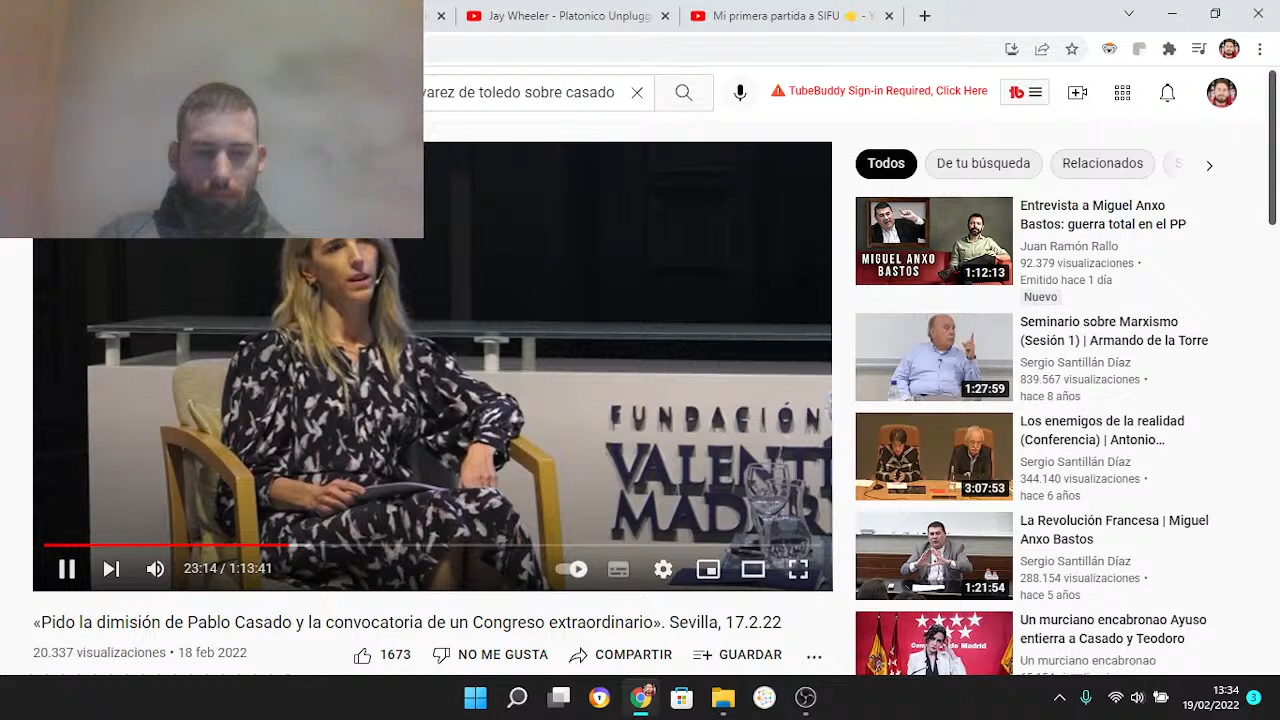 Jay Wheeler - Platonico Unplugg
Mi primera partida a SIFU 🌟 - Y
varez de toledo sobre casado
TubeBuddy Sign-in Required, Click Here
tb
Todos
De tu búsqueda
Relacionados
FUNDACIÓN
VALENT
MAD
23:14 / 1:13:41
«Pido la dimisión de Pablo Casado y la convocatoria de un Congreso extraordinario». Sevilla, 17.2.22
20.337 visualizaciones • 18 feb 2022
1673
NO ME GUSTA
COMPARTIR
GUARDAR
MIGUEL ANXO
BASTOS
1:12:13
Entrevista a Miguel Anxo
Bastos: guerra total en el PP
Juan Ramón Rallo
92.379 visualizaciones •
Emitido hace 1 día
Nuevo
1:27:59
Seminario sobre Marxismo
(Sesión 1) | Armando de la Torre
Sergio Santillán Díaz
839.567 visualizaciones •
hace 8 años
3:07:53
Los enemigos de la realidad
(Conferencia) | Antonio...
Sergio Santillán Díaz
344.140 visualizaciones •
hace 6 años
1:21:54
La Revolución Francesa | Miguel
Anxo Bastos
Sergio Santillán Díaz
288.154 visualizaciones •
hace 5 años
Un murciano encabronao Ayuso
entierra a Casado y Teodoro
Un murciano encabronao
13:34
19/02/2022
3